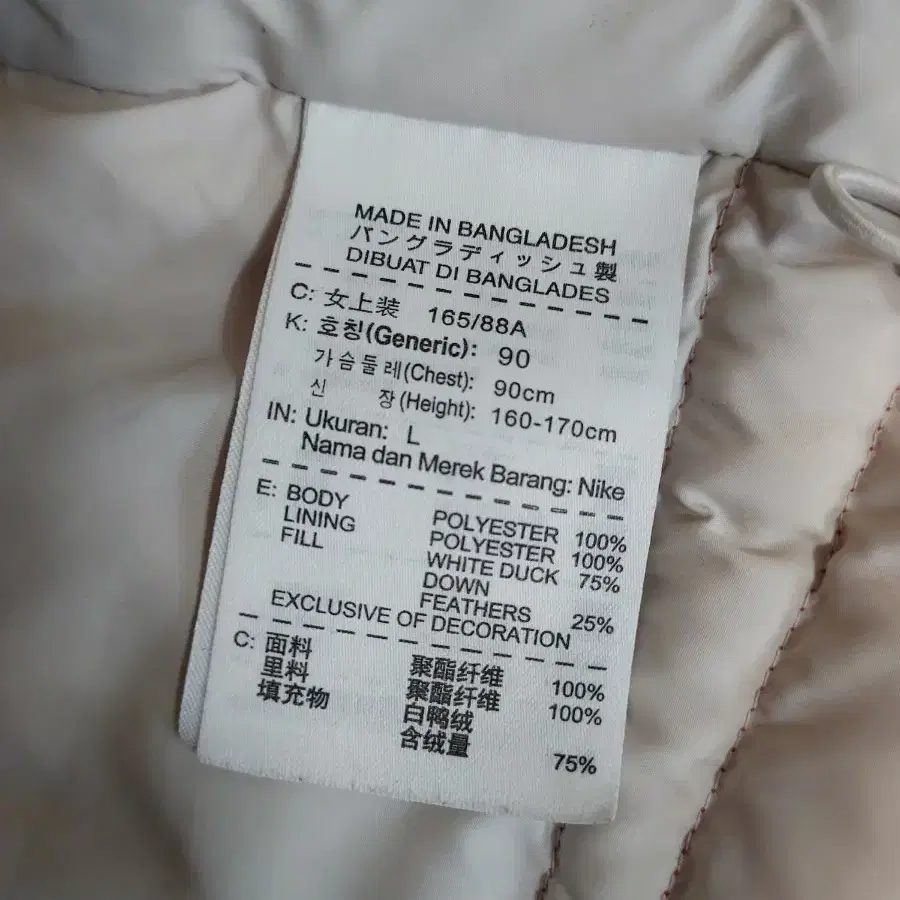 MADE IN BANGLADESH
バングラディッシュ製
DIBUAT DI BANGLADES
C: 女上装 165/88A
K: 호칭(Generic): 90
가슴둘레(Chest): 90cm
신 장(Height): 160-170cm
IN: Ukuran: L
Nama dan Merek Barang: Nike
E: BODY POLYESTER 100%
LINING POLYESTER 100%
FILL WHITE DUCK 75%
DOWN
FEATHERS 25%
EXCLUSIVE OF DECORATION
C: 面料 聚酯纤维 100%
里料 聚酯纤维 100%
填充物 白鸭绒
含绒量 75%